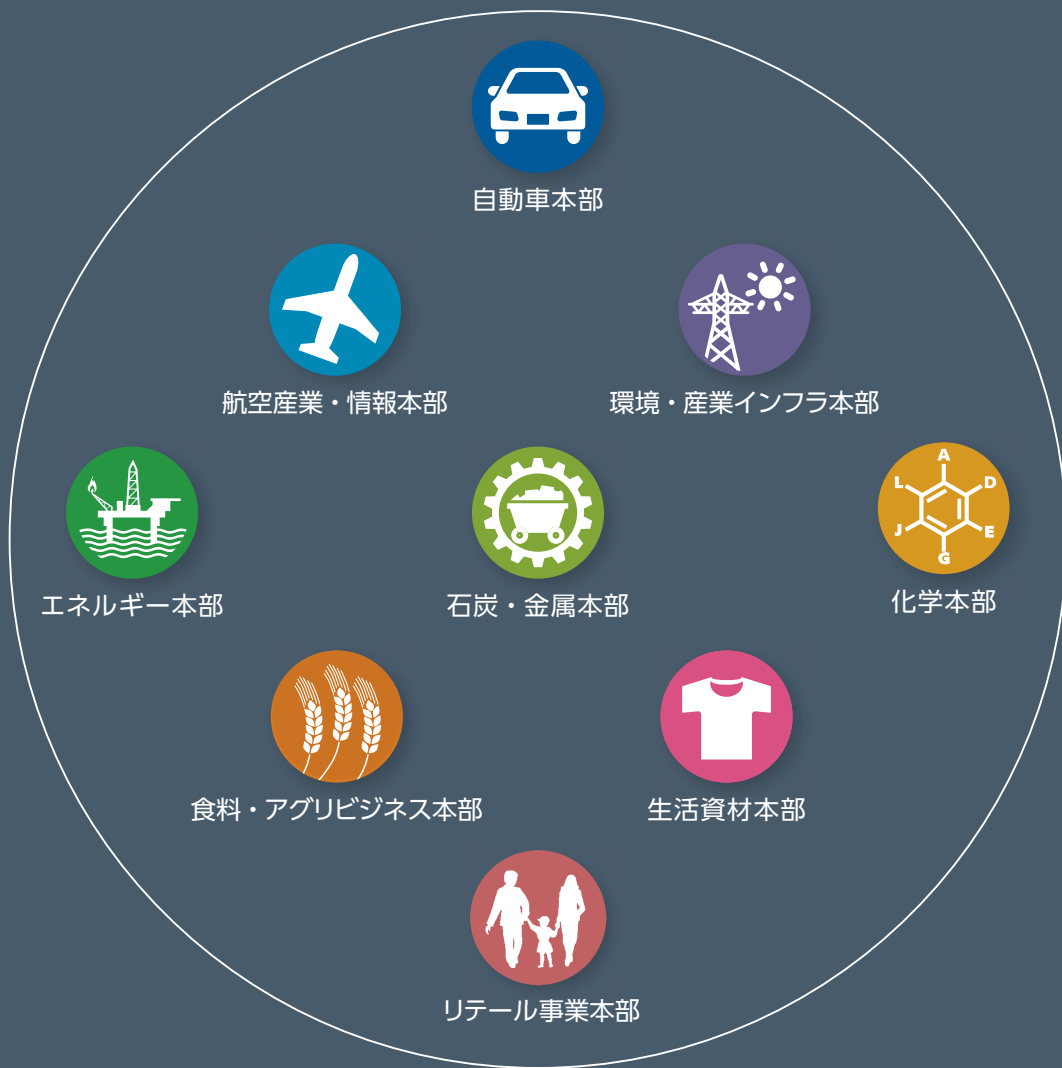 自動車本部
航空産業・情報本部
環境・産業インフラ本部
エネルギー本部
石炭・金属本部
A
L
D
J
E
G
化学本部
食料・アグリビジネス本部
生活資材本部
リテール事業本部